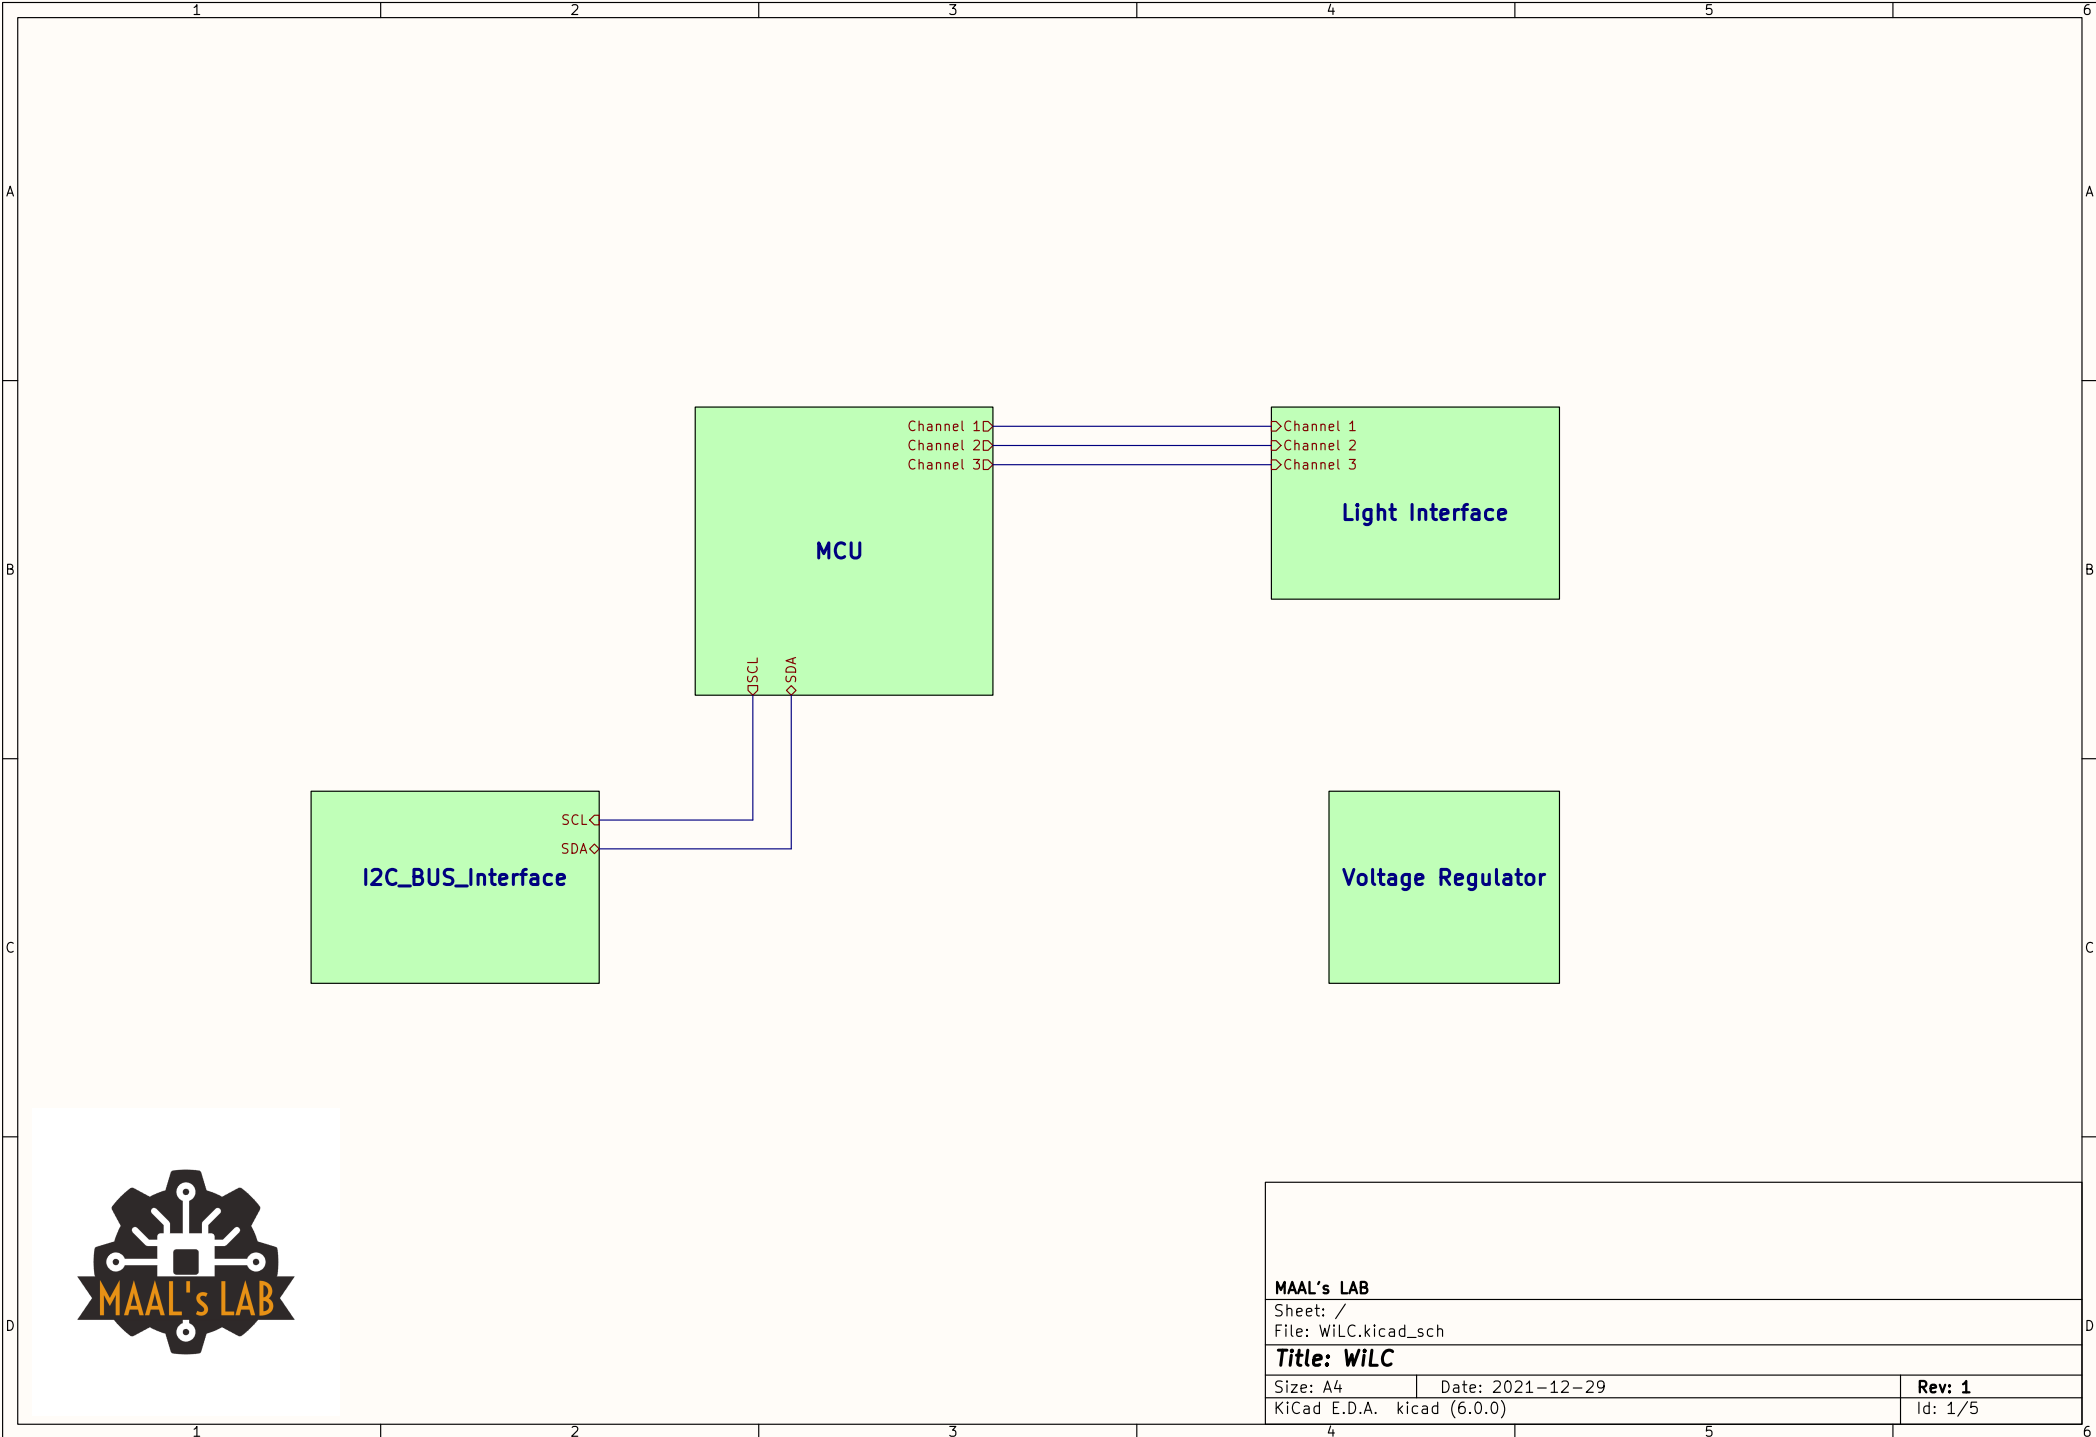 1 2 3 4 5 6
A A
Channel 1 Channel 1
Channel 2 Channel 2
Channel 3 Channel 3
Light Interface
MCU
B B
SCL SDA
SCL
SDA
I2C_BUS_Interface
Voltage Regulator
C C
MAAL's LAB
MAAL's LAB
Sheet: /
File: WiLC.kicad_sch
D D
Title: WiLC
Size: A4 Date: 2021-12-29 Rev: 1
KiCad E.D.A. kicad (6.0.0) Id: 1/5
1 2 3 4 5 6